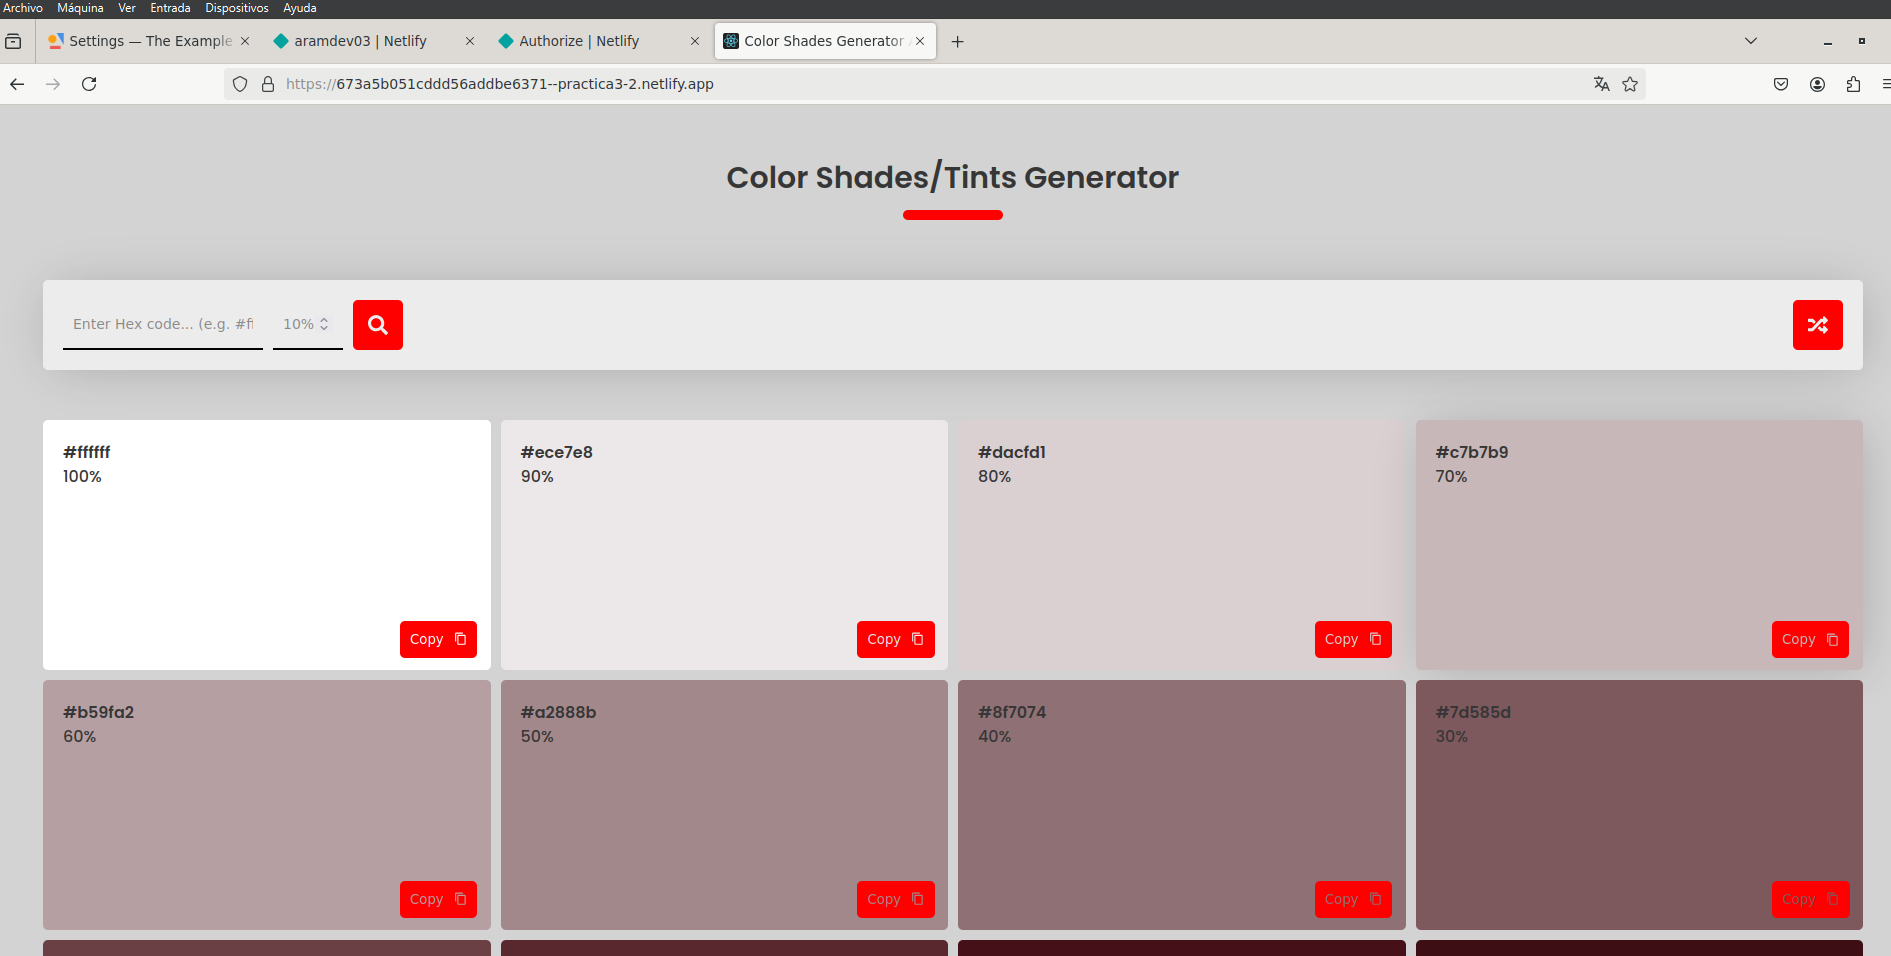 Archivo Máquina Ver Entrada Dispositivos Ayuda
Settings — The Example
aramdev03 | Netlify
Authorize | Netlify
Color Shades Generator
https://673a5b051cddd56addbe6371--practica3-2.netlify.app
Color Shades/Tints Generator
Enter Hex code... (e.g. #f
10%
#ffffff
100%
Copy
#ece7e8
90%
Copy
#dacfd1
80%
Copy
#c7b7b9
70%
Copy
#b59fa2
60%
Copy
#a2888b
50%
Copy
#8f7074
40%
Copy
#7d585d
30%
Copy